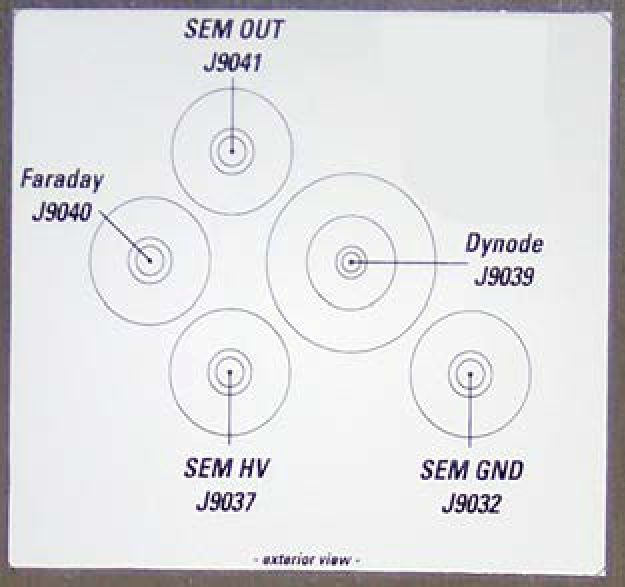 SEM OUT
J9041
Faraday
J9040
Dynode
J9039
SEM HV
J9037
SEM GND
J9032
- exterior view -